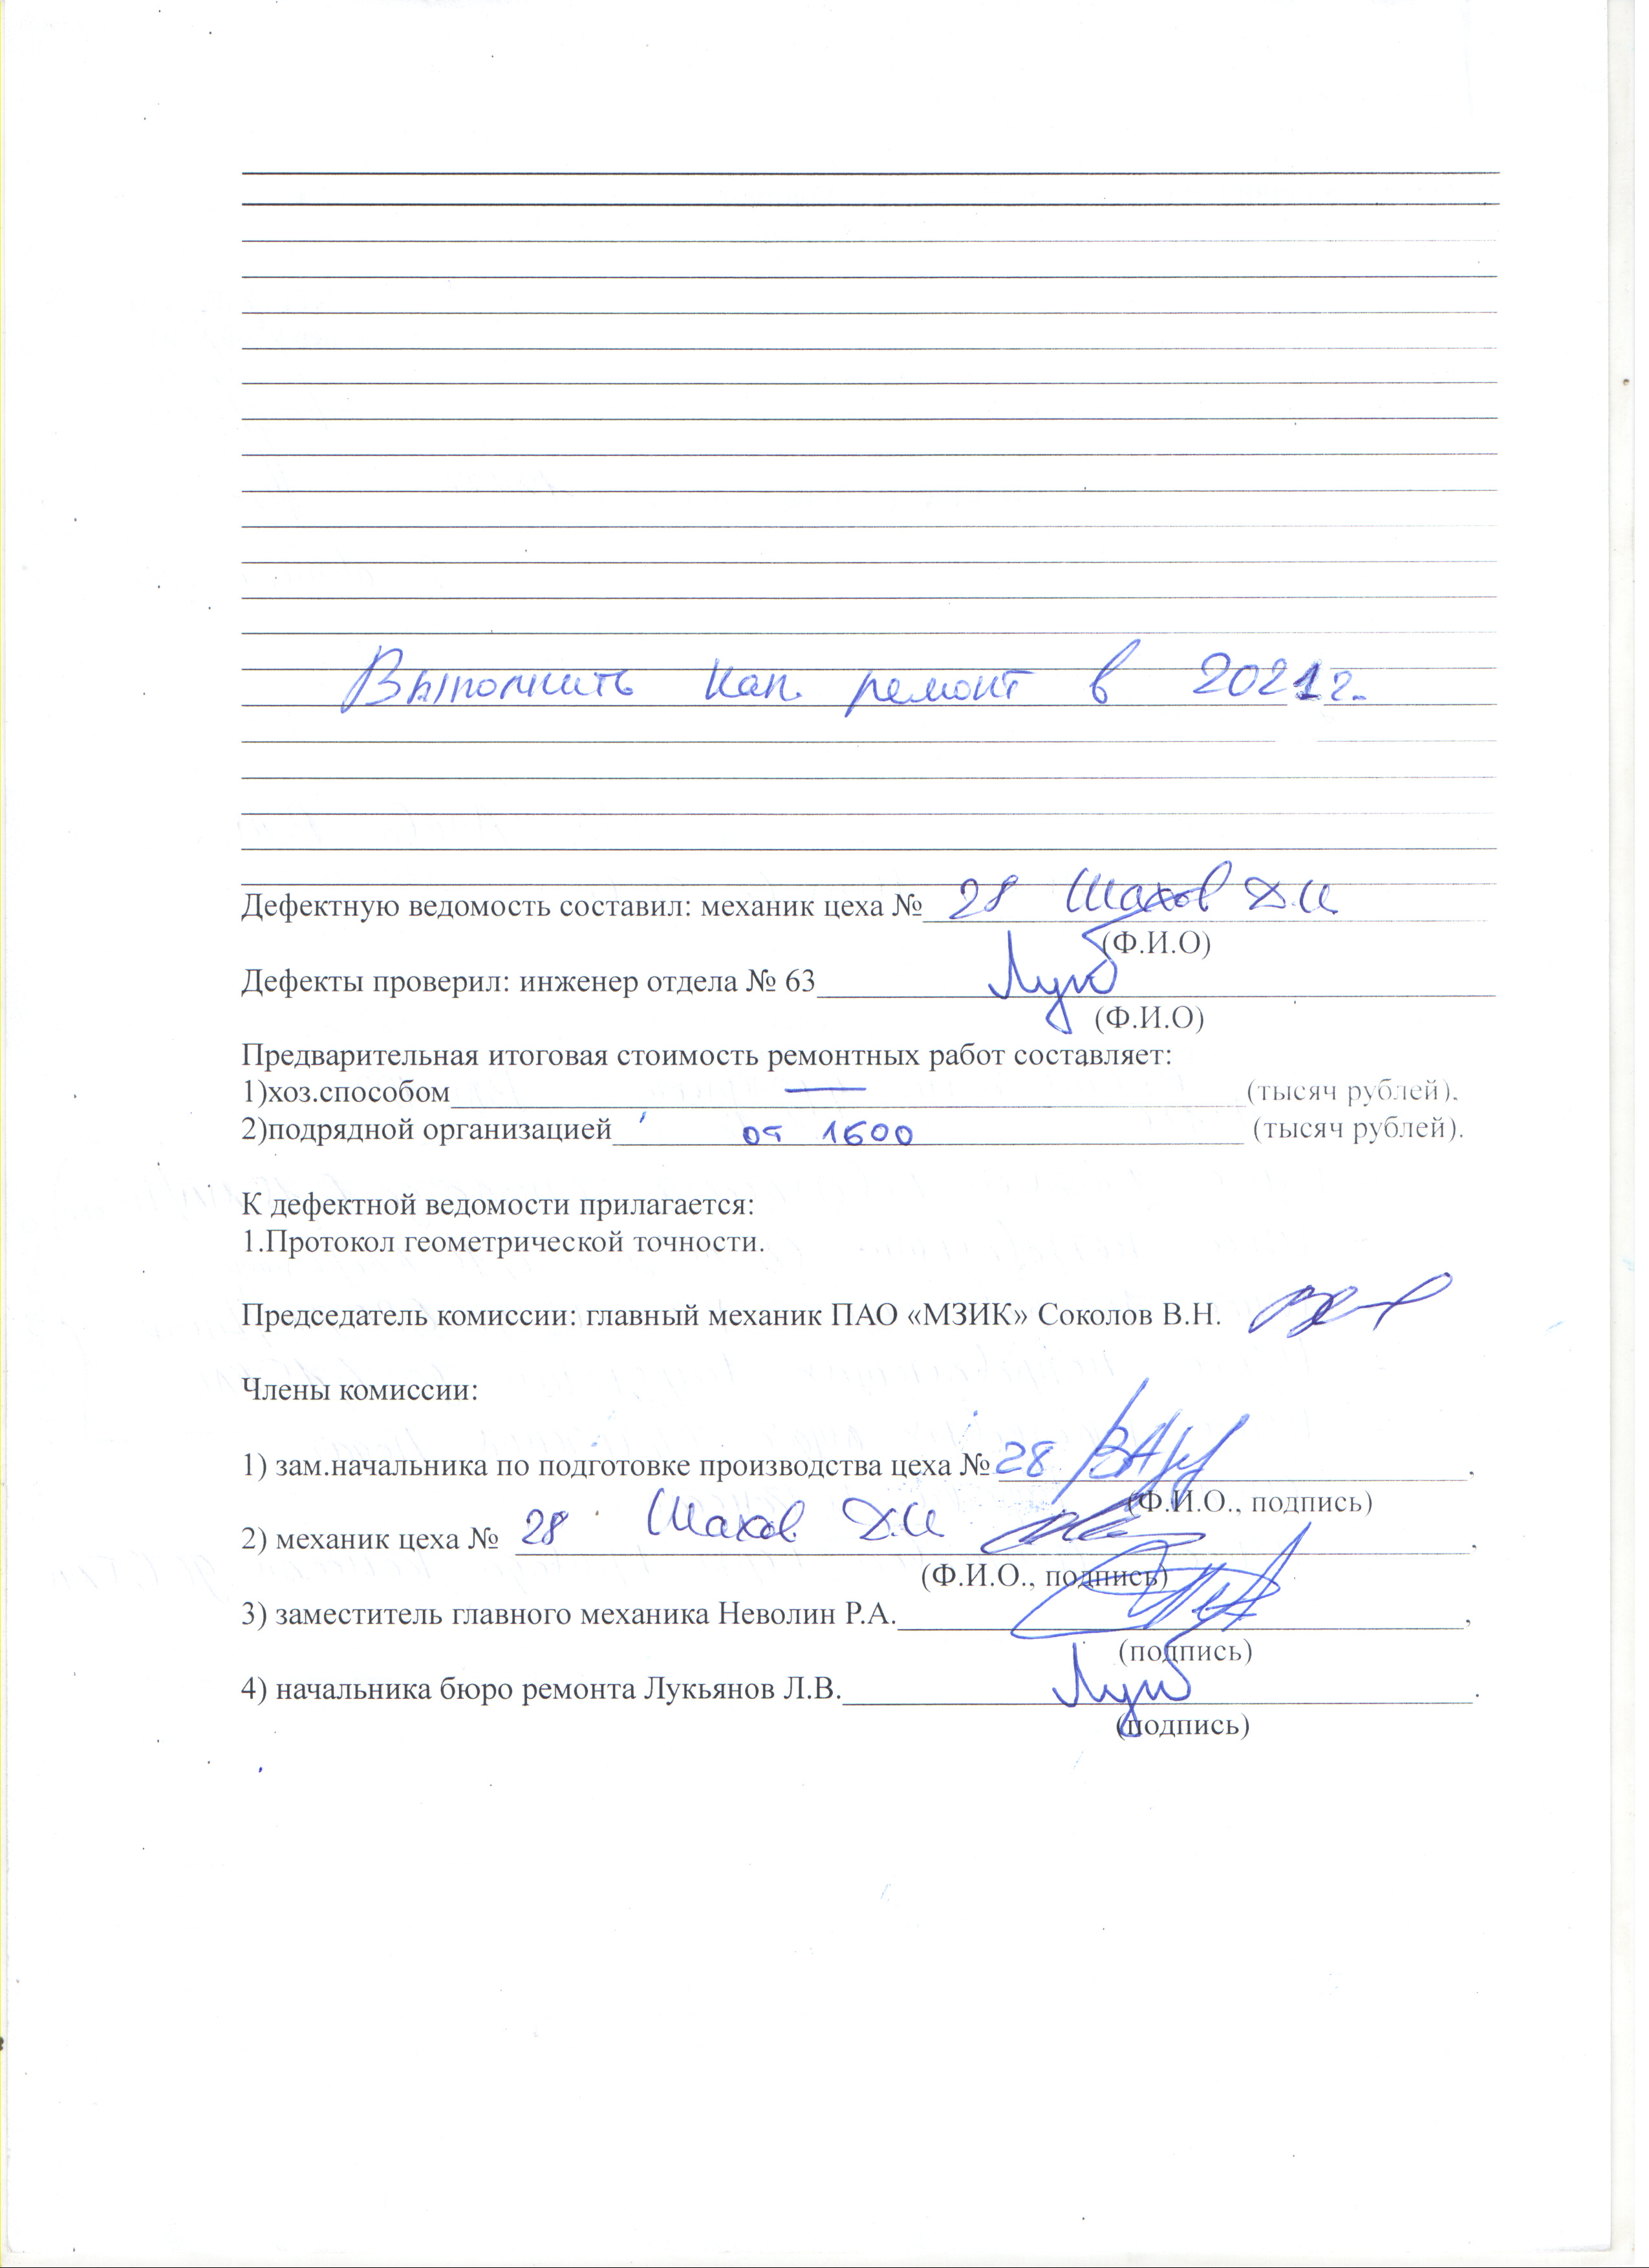 Выполнить Кап. ремонт в 2021 г.
Дефектную ведомость составил: механик цеха № 28 Шахов Д.И
(Ф.И.О)
Дефекты проверил: инженер отдела № 63
(Ф.И.О)
Предварительная итоговая стоимость ремонтных работ составляет:
1)хоз.способом — (тысяч рублей).
2)подрядной организацией от 1600 (тысяч рублей).
К дефектной ведомости прилагается:
1.Протокол геометрической точности.
Председатель комиссии: главный механик ПАО «МЗИК» Соколов В.Н.
Члены комиссии:
1) зам.начальника по подготовке производства цеха № 28 ,
(Ф.И.О., подпись)
2) механик цеха № 28 Шахов Д.И ,
(Ф.И.О., подпись)
3) заместитель главного механика Неволин Р.А. ,
(подпись)
4) начальника бюро ремонта Лукьянов Л.В. .
(подпись)